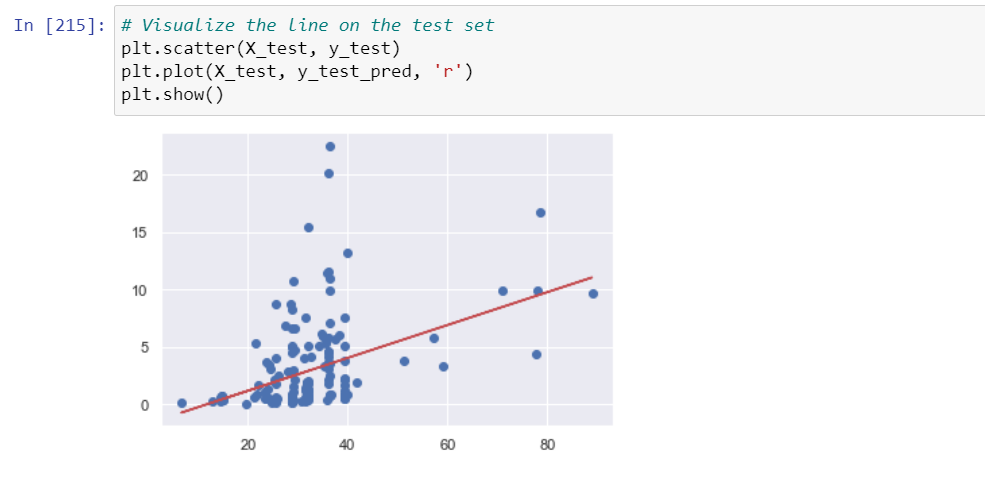 In [215]: # Visualize the line on the test set
plt.scatter(X_test, y_test)
plt.plot(X_test, y_test_pred, 'r')
plt.show()
20
15
10
5
0
20 40 60 80